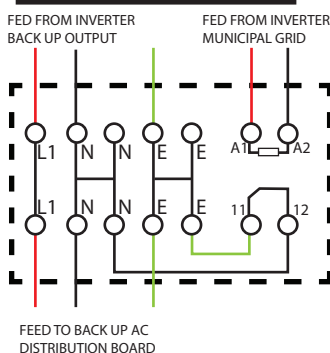 FED FROM INVERTER
BACK UP OUTPUT
FED FROM INVERTER
MUNICIPAL GRID
L1 N N E E A1 A2
L1 N N E E 11 12
FEED TO BACK UP AC
DISTRIBUTION BOARD